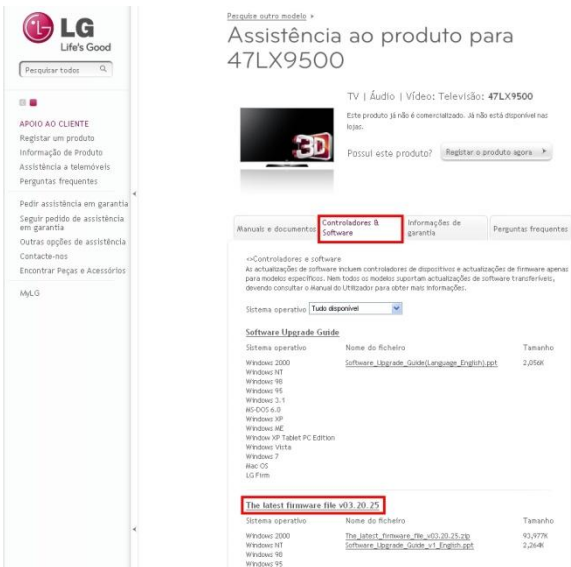 LG
Life's Good
Pesquisar todos
APOIO AO CLIENTE
Registar um produto
Informação de Produto
Assistência a telemóveis
Perguntas frequentes
Pedir assistência em garantia
Seguir pedido de assistência
em garantia
Outras opções de assistência
Contacte-nos
Encontrar Peças e Acessórios
MyLG
Pesquise outro modelo »
Assistência ao produto para
47LX9500
3D
TV | Áudio | Vídeo: Televisão: 47LX9500
Este produto já não é comercializado. Já não está disponível nas
lojas.
Possui este produto? Registar o produto agora
Manuais e documentos
Controladores &
Software
Informações de
garantia
Perguntas frequentes
<>Controladores e software
As actualizações de software incluem controladores de dispositivos e actualizações de firmware apenas
para modelos específicos. Nem todos os modelos suportam actualizações de software transferíveis,
devendo consultar o Manual do Utilizador para obter mais informações.
Sistema operativo Tudo disponível
Software Upgrade Guide
Sistema operativo Nome do ficheiro Tamanho
Windows 2000 Software_Upgrade_Guide(Language_English).ppt 2,056K
Windows NT
Windows 98
Windows 95
Windows 3.1
MS-DOS 6.0
Windows XP
Windows ME
Window XP Tablet PC Edition
Windows Vista
Windows 7
Mac OS
LG Firm
The latest firmware file v03.20.25
Sistema operativo Nome do ficheiro Tamanho
Windows 2000 The_latest_firmware_file_v03.20.25.zip 93,977K
Windows NT Software_Upgrade_Guide_v1_English.ppt 2,264K
Windows 98
Windows 95